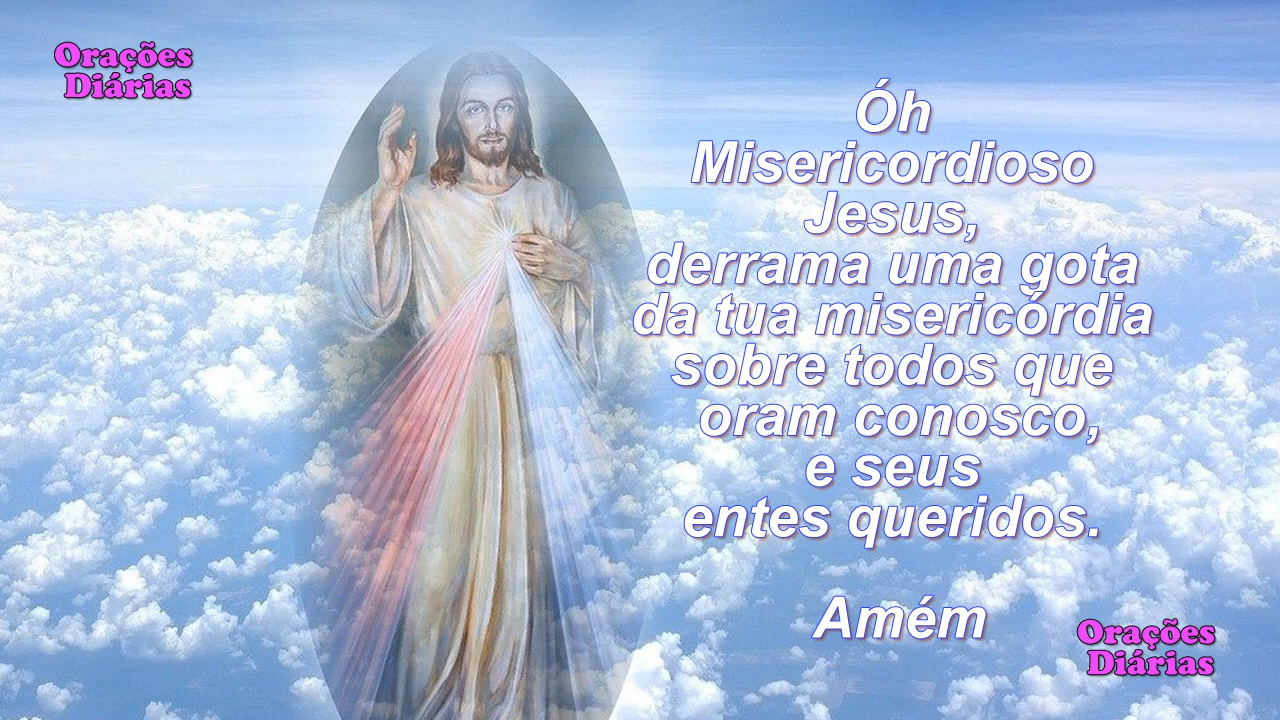 Orações
Diárias
Óh
Misericordioso
Jesus,
derrama uma gota
da tua misericórdia
sobre todos que
oram conosco,
e seus
entes queridos.
Amém
Orações
Diárias